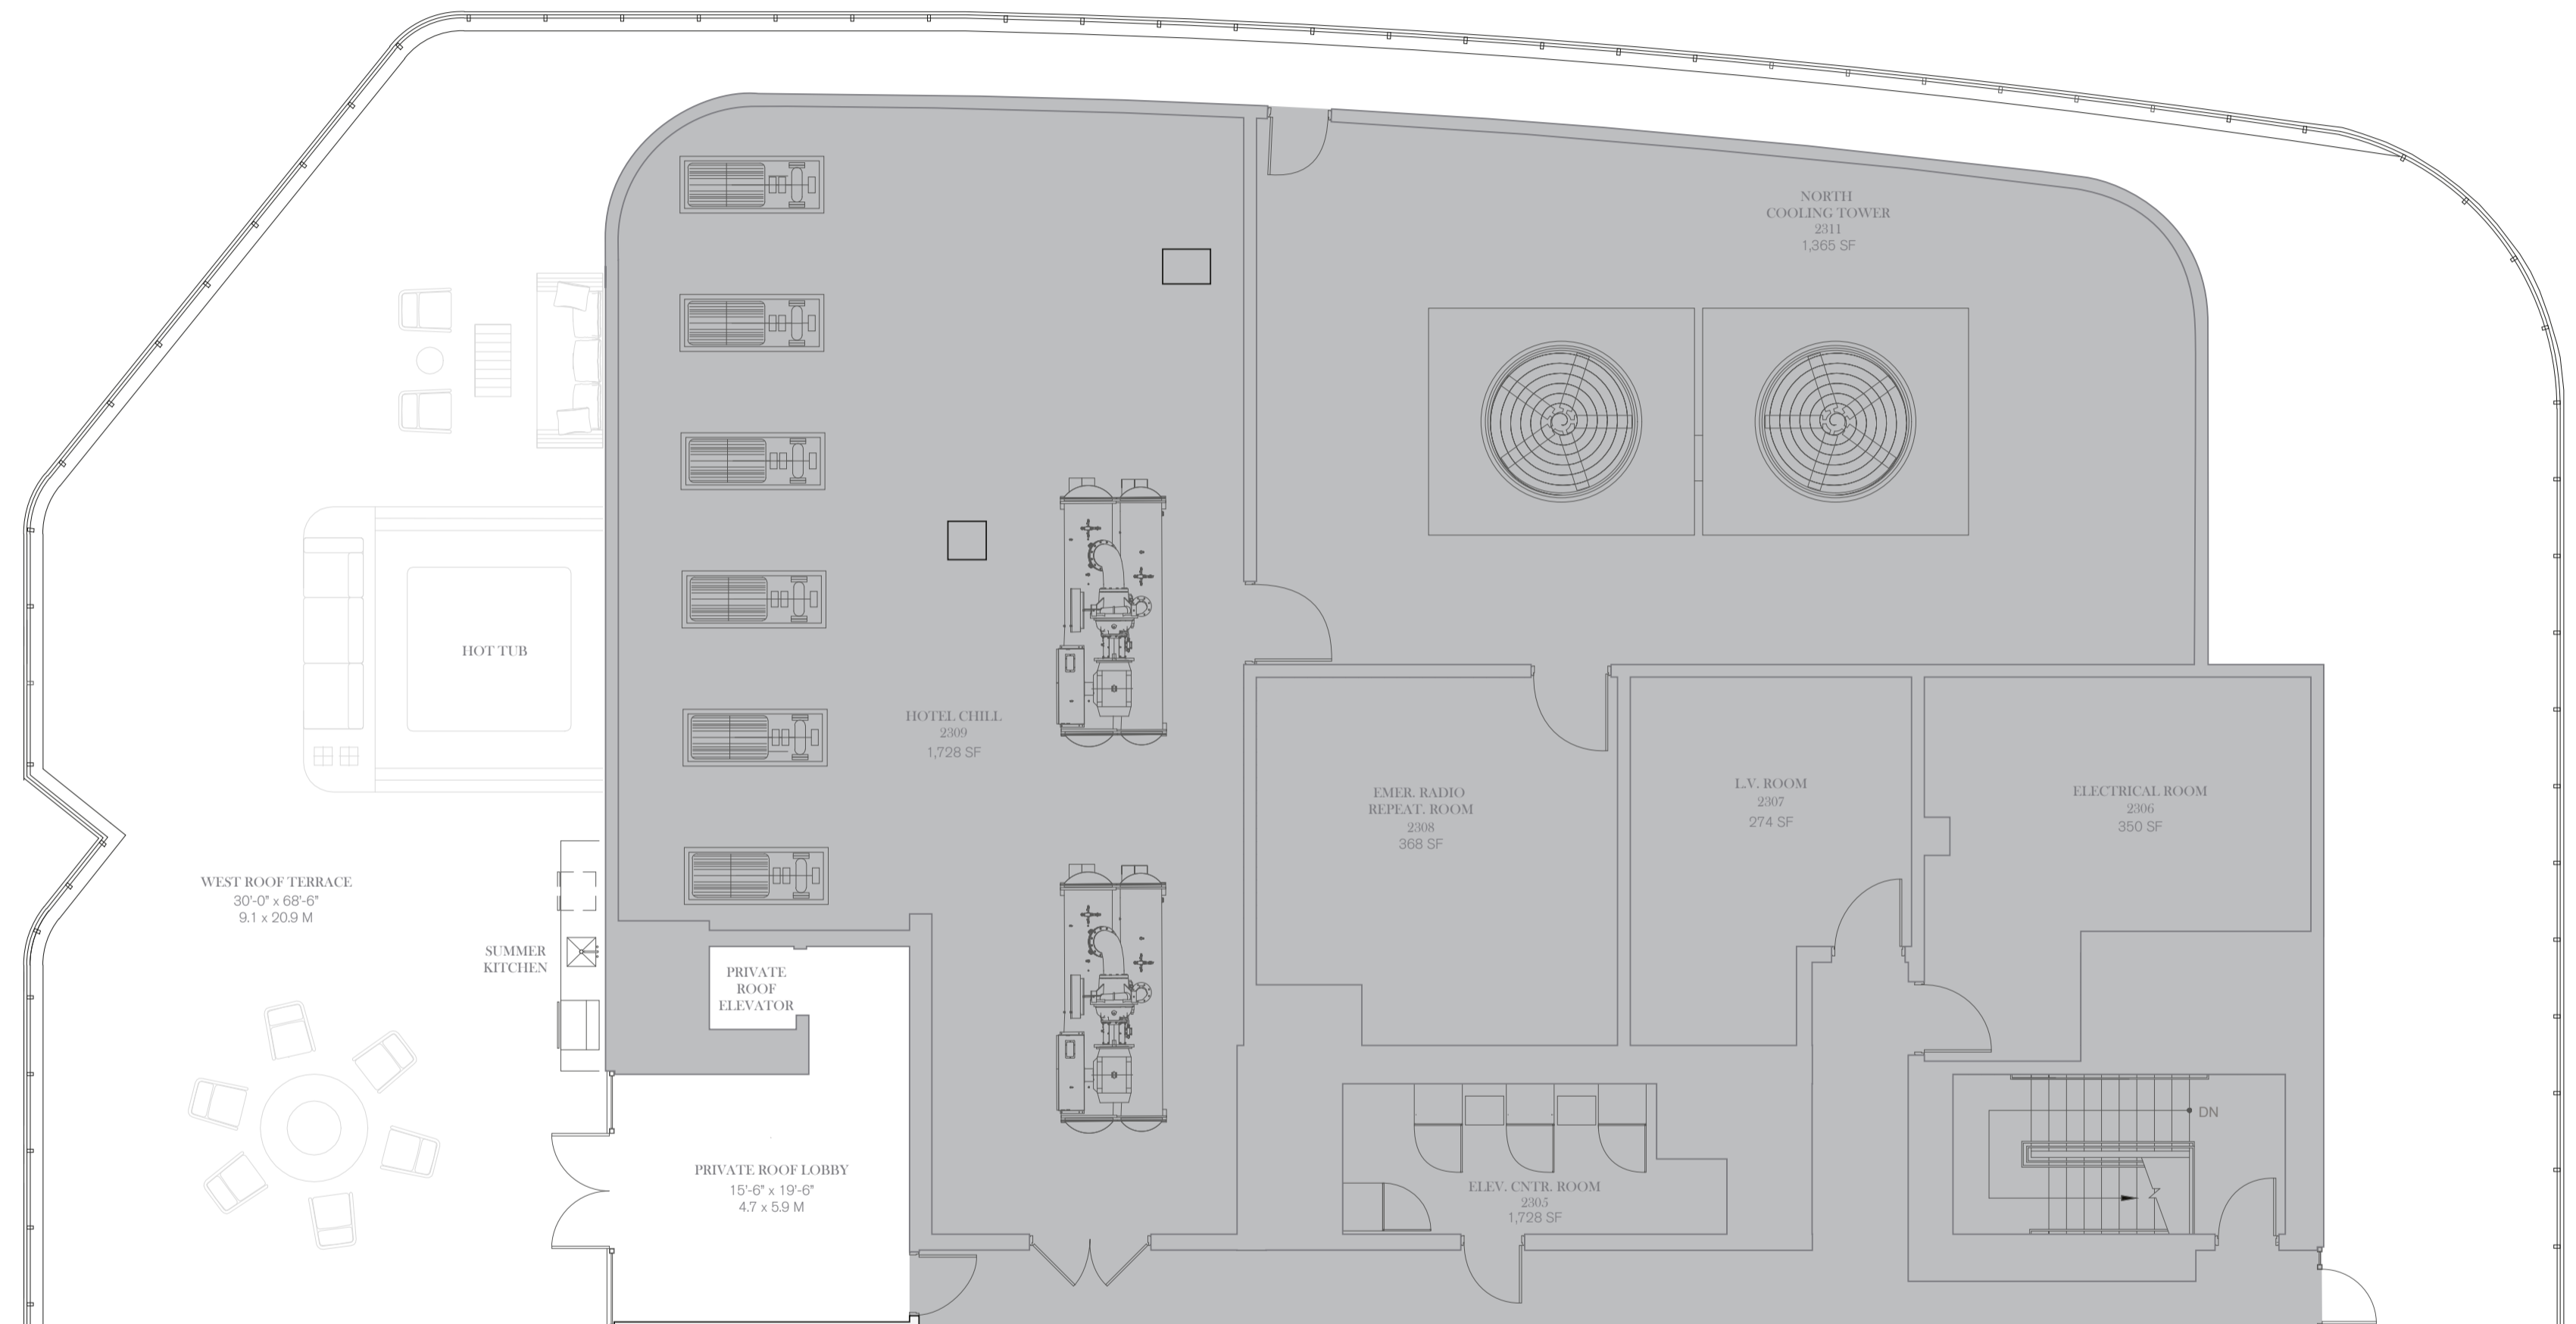 NORTH
COOLING TOWER
2311
1,365 SF
HOT TUB
HOTEL CHILL
2309
1,728 SF
EMER. RADIO
REPEAT. ROOM
2308
368 SF
L.V. ROOM
2307
274 SF
ELECTRICAL ROOM
2306
350 SF
WEST ROOF TERRACE
30'-0" x 68'-6"
9.1 x 20.9 M
SUMMER
KITCHEN
PRIVATE
ROOF
ELEVATOR
DN
PRIVATE ROOF LOBBY
15'-6" x 19'-6"
4.7 x 5.9 M
ELEV. CNTR. ROOM
2305
1,728 SF